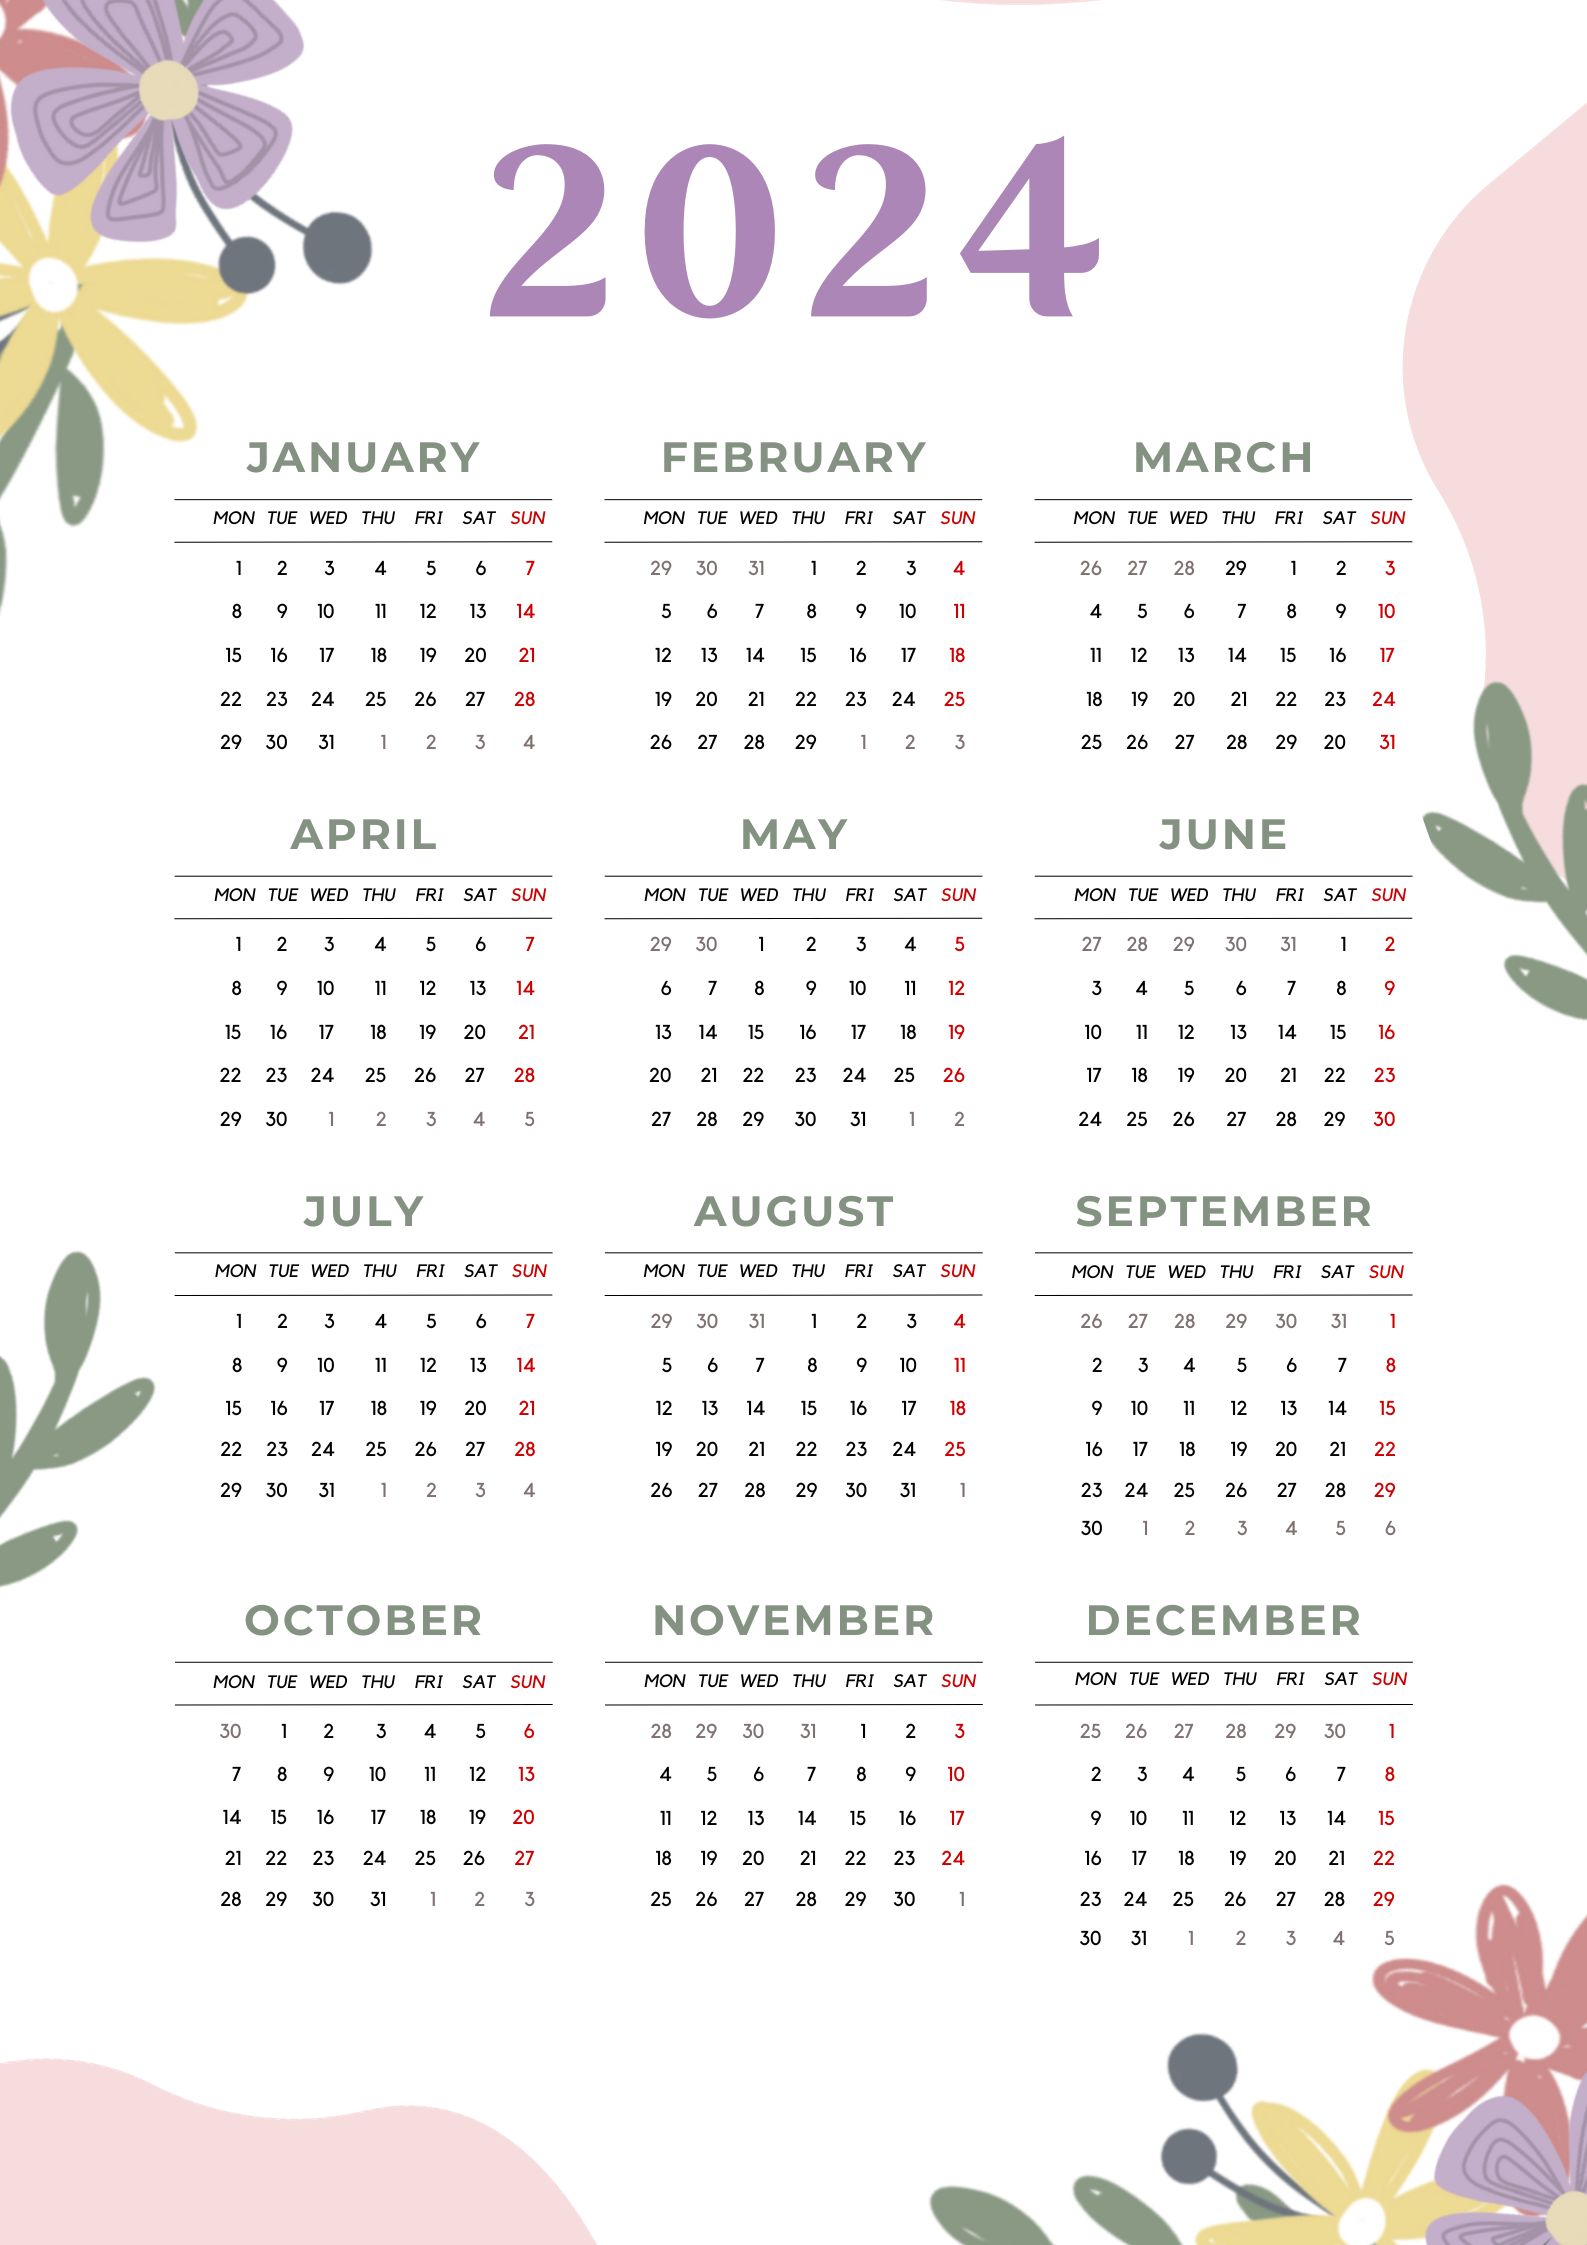 2024
JANUARY
MON TUE WED THU FRI SAT SUN
1 2 3 4 5 6 7
8 9 10 11 12 13 14
15 16 17 18 19 20 21
22 23 24 25 26 27 28
29 30 31 1 2 3 4
FEBRUARY
MON TUE WED THU FRI SAT SUN
29 30 31 1 2 3 4
5 6 7 8 9 10 11
12 13 14 15 16 17 18
19 20 21 22 23 24 25
26 27 28 29 1 2 3
MARCH
MON TUE WED THU FRI SAT SUN
26 27 28 29 1 2 3
4 5 6 7 8 9 10
11 12 13 14 15 16 17
18 19 20 21 22 23 24
25 26 27 28 29 20 31
APRIL
MON TUE WED THU FRI SAT SUN
1 2 3 4 5 6 7
8 9 10 11 12 13 14
15 16 17 18 19 20 21
22 23 24 25 26 27 28
29 30 1 2 3 4 5
MAY
MON TUE WED THU FRI SAT SUN
29 30 1 2 3 4 5
6 7 8 9 10 11 12
13 14 15 16 17 18 19
20 21 22 23 24 25 26
27 28 29 30 31 1 2
JUNE
MON TUE WED THU FRI SAT SUN
27 28 29 30 31 1 2
3 4 5 6 7 8 9
10 11 12 13 14 15 16
17 18 19 20 21 22 23
24 25 26 27 28 29 30
JULY
MON TUE WED THU FRI SAT SUN
1 2 3 4 5 6 7
8 9 10 11 12 13 14
15 16 17 18 19 20 21
22 23 24 25 26 27 28
29 30 31 1 2 3 4
AUGUST
MON TUE WED THU FRI SAT SUN
29 30 31 1 2 3 4
5 6 7 8 9 10 11
12 13 14 15 16 17 18
19 20 21 22 23 24 25
26 27 28 29 30 31 1
SEPTEMBER
MON TUE WED THU FRI SAT SUN
26 27 28 29 30 31 1
2 3 4 5 6 7 8
9 10 11 12 13 14 15
16 17 18 19 20 21 22
23 24 25 26 27 28 29
30 1 2 3 4 5 6
OCTOBER
MON TUE WED THU FRI SAT SUN
30 1 2 3 4 5 6
7 8 9 10 11 12 13
14 15 16 17 18 19 20
21 22 23 24 25 26 27
28 29 30 31 1 2 3
NOVEMBER
MON TUE WED THU FRI SAT SUN
28 29 30 31 1 2 3
4 5 6 7 8 9 10
11 12 13 14 15 16 17
18 19 20 21 22 23 24
25 26 27 28 29 30 1
DECEMBER
MON TUE WED THU FRI SAT SUN
25 26 27 28 29 30 1
2 3 4 5 6 7 8
9 10 11 12 13 14 15
16 17 18 19 20 21 22
23 24 25 26 27 28 29
30 31 1 2 3 4 5